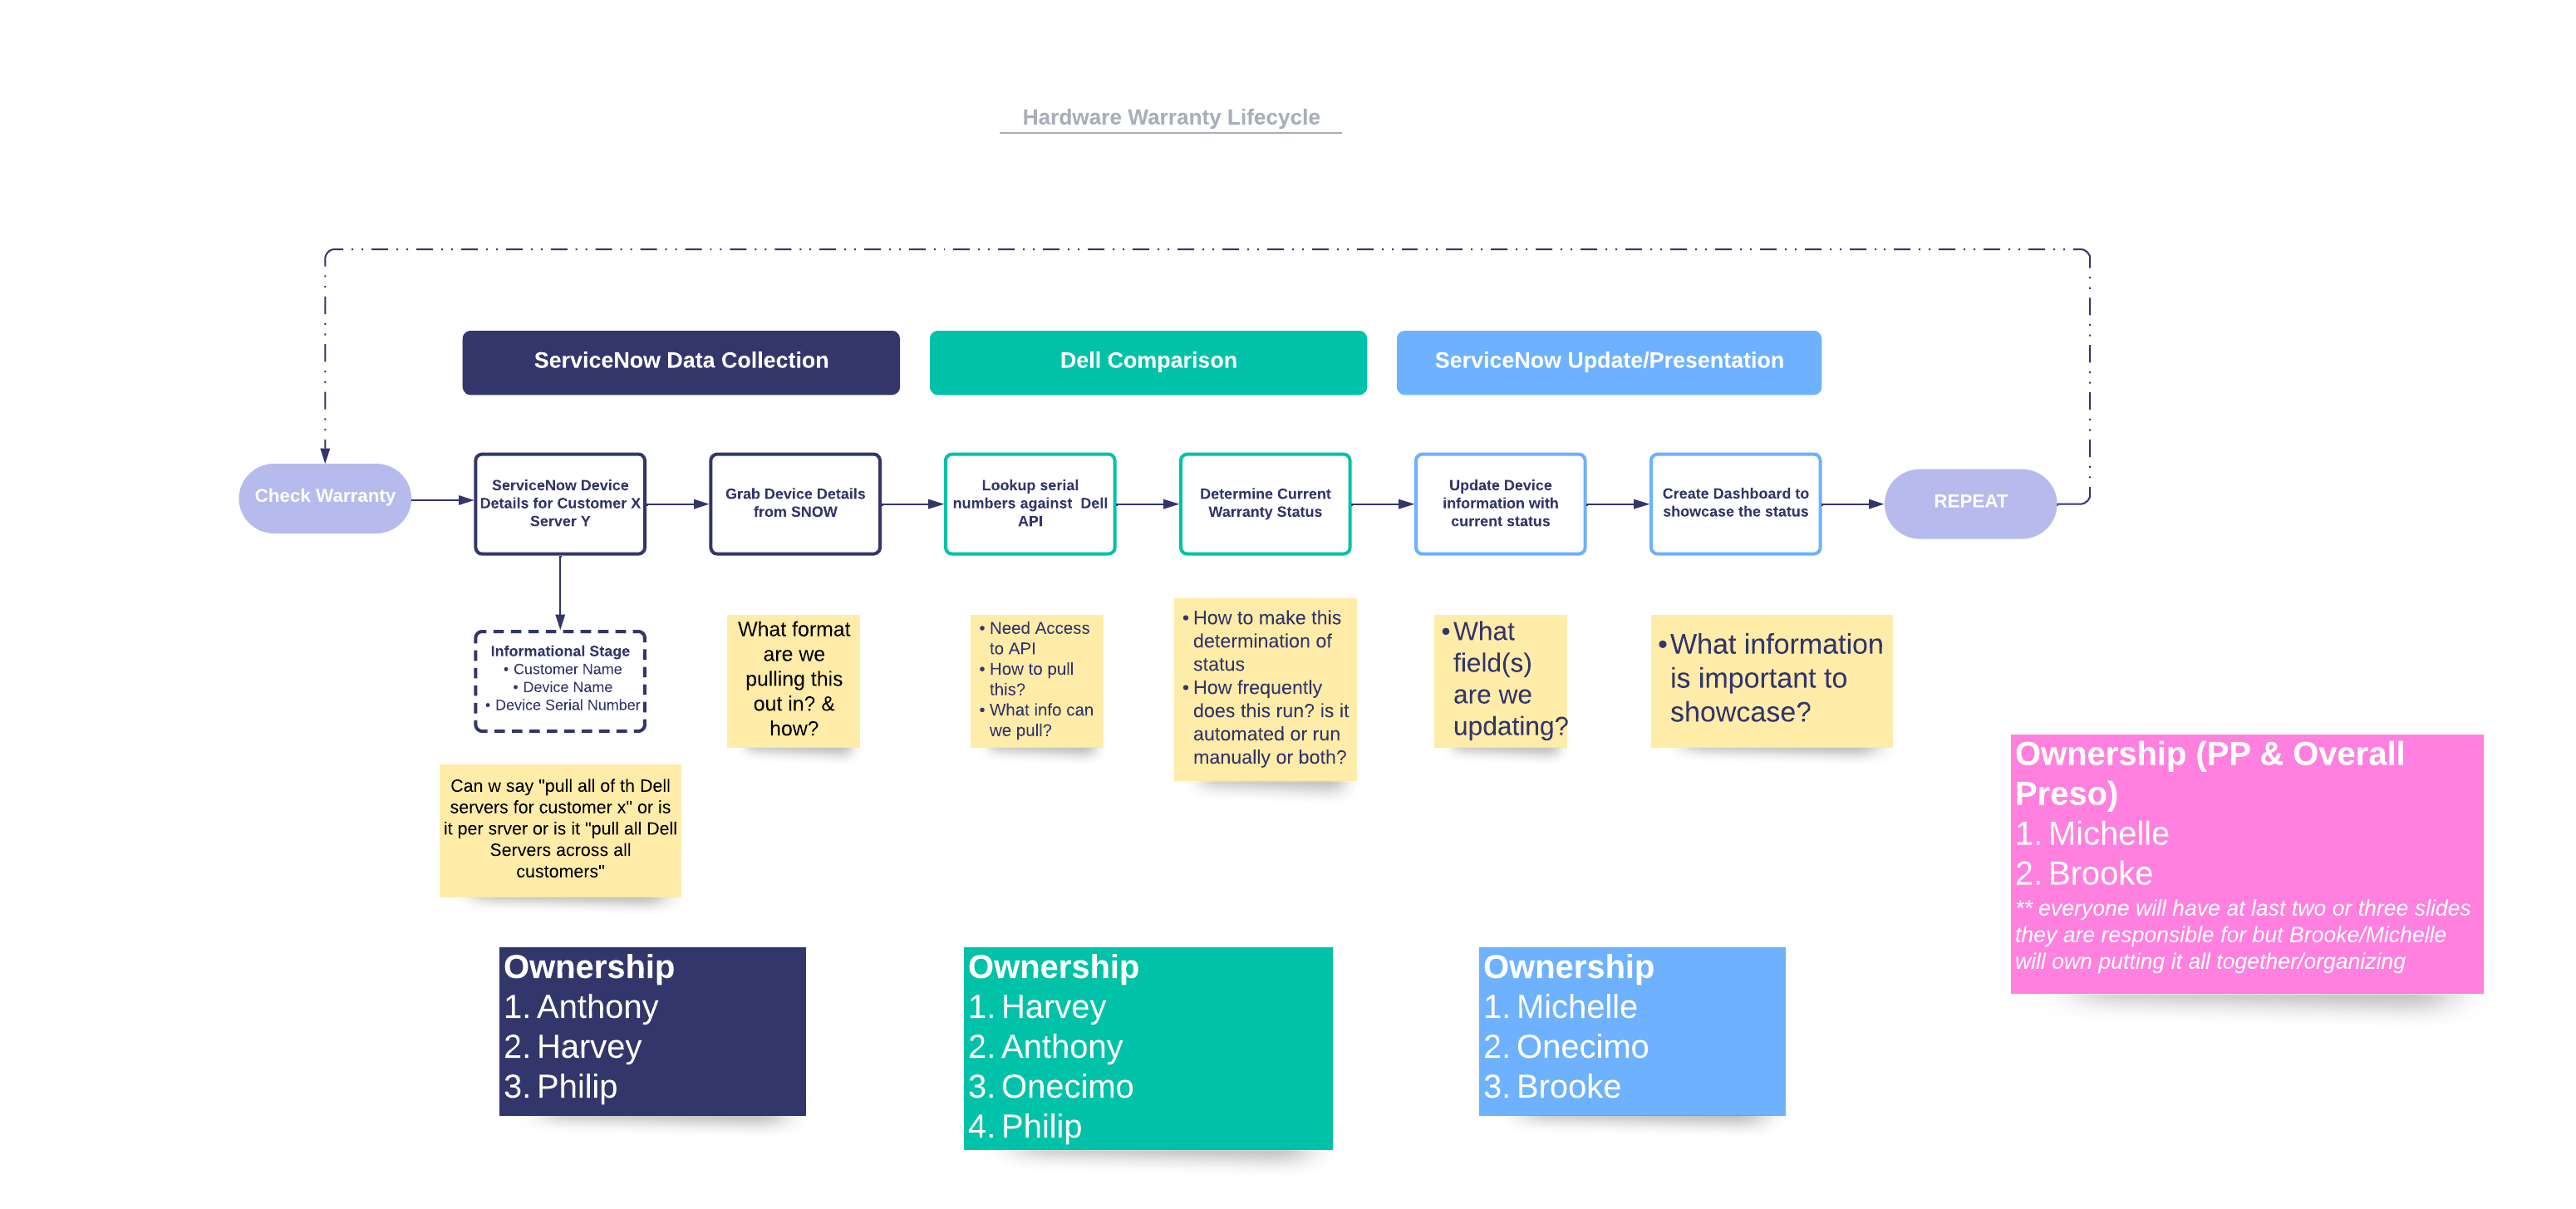 Hardware Warranty Lifecycle
ServiceNow Data Collection
Dell Comparison
ServiceNow Update/Presentation
Check Warranty
ServiceNow Device
Details for Customer X
Server Y
Grab Device Details
from SNOW
Lookup serial
numbers against Dell
API
Determine Current
Warranty Status
Update Device
information with
current status
Create Dashboard to
showcase the status
REPEAT
Informational Stage
• Customer Name
• Device Name
• Device Serial Number
What format
are we
pulling this
out in? &
how?
• Need Access
to API
• How to pull
this?
• What info can
we pull?
• How to make this
determination of
status
• How frequently
does this run? is it
automated or run
manually or both?
• What
field(s)
are we
updating?
• What information
is important to
showcase?
Can w say "pull all of th Dell
servers for customer x" or is
it per srver or is it "pull all Dell
Servers across all
customers"
Ownership (PP & Overall
Preso)
1. Michelle
2. Brooke
** everyone will have at last two or three slides
they are responsible for but Brooke/Michelle
will own putting it all together/organizing
Ownership
1. Anthony
2. Harvey
3. Philip
Ownership
1. Harvey
2. Anthony
3. Onecimo
4. Philip
Ownership
1. Michelle
2. Onecimo
3. Brooke